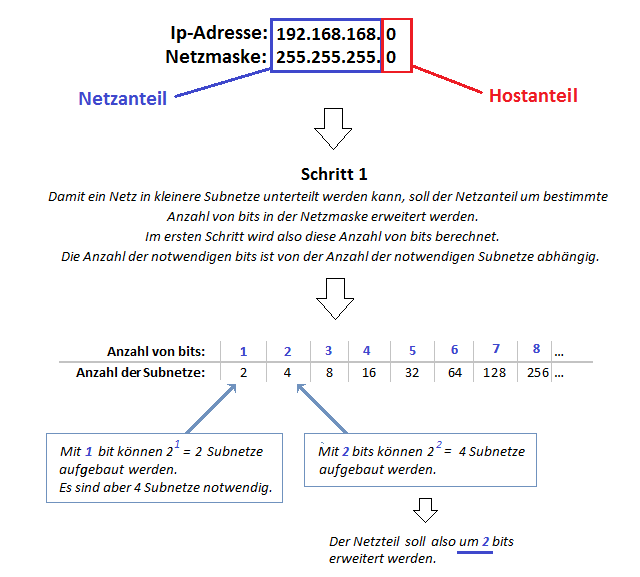 Ip-Adresse: 192.168.168.0
Netzmaske: 255.255.255.0
Netzanteil
Hostanteil
Schritt 1
Damit ein Netz in kleinere Subnetze unterteilt werden kann, soll der Netzanteil um bestimmte
Anzahl von bits in der Netzmaske erweitert werden.
Im ersten Schritt wird also diese Anzahl von bits berechnet.
Die Anzahl der notwendigen bits ist von der Anzahl der notwendigen Subnetze abhängig.
Anzahl von bits: 1 2 3 4 5 6 7 8 ...
Anzahl der Subnetze: 2 4 8 16 32 64 128 256 ...
Mit 1 bit können 2¹ = 2 Subnetze
aufgebaut werden.
Es sind aber 4 Subnetze notwendig.
Mit 2 bits können 2² = 4 Subnetze
aufgebaut werden.
Der Netzteil soll also um 2 bits
erweitert werden.